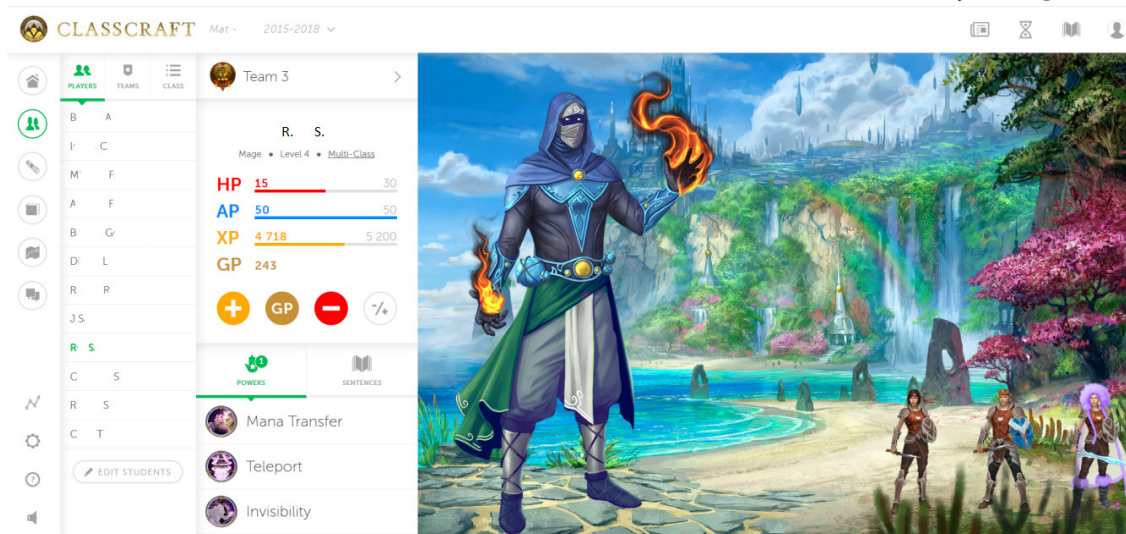 CLASSCRAFT Mat - 2015-2018
PLAYERS TEAMS CLASS
B A
C
M F
A F
B G
D L
R. R
J S
R S
C S
R S
C T
EDIT STUDENTS
Team 3
R. S.
Mage • Level 4 • Multi-Class
HP 15 30
AP 50 50
XP 4 718 5 200
GP 243
GP
-/+
1
POWERS SENTENCES
Mana Transfer
Teleport
Invisibility